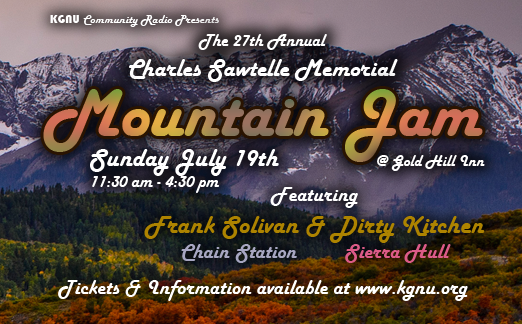 KGNU Community Radio Presents
The 27th Annual
Charles Sawtelle Memorial
Mountain Jam
Sunday July 19th @ Gold Hill Inn
11:30 am - 4:30 pm
Featuring
Frank Solivan & Dirty Kitchen
Chain Station Sierra Hull
Tickets & Information available at www.kgnu.org